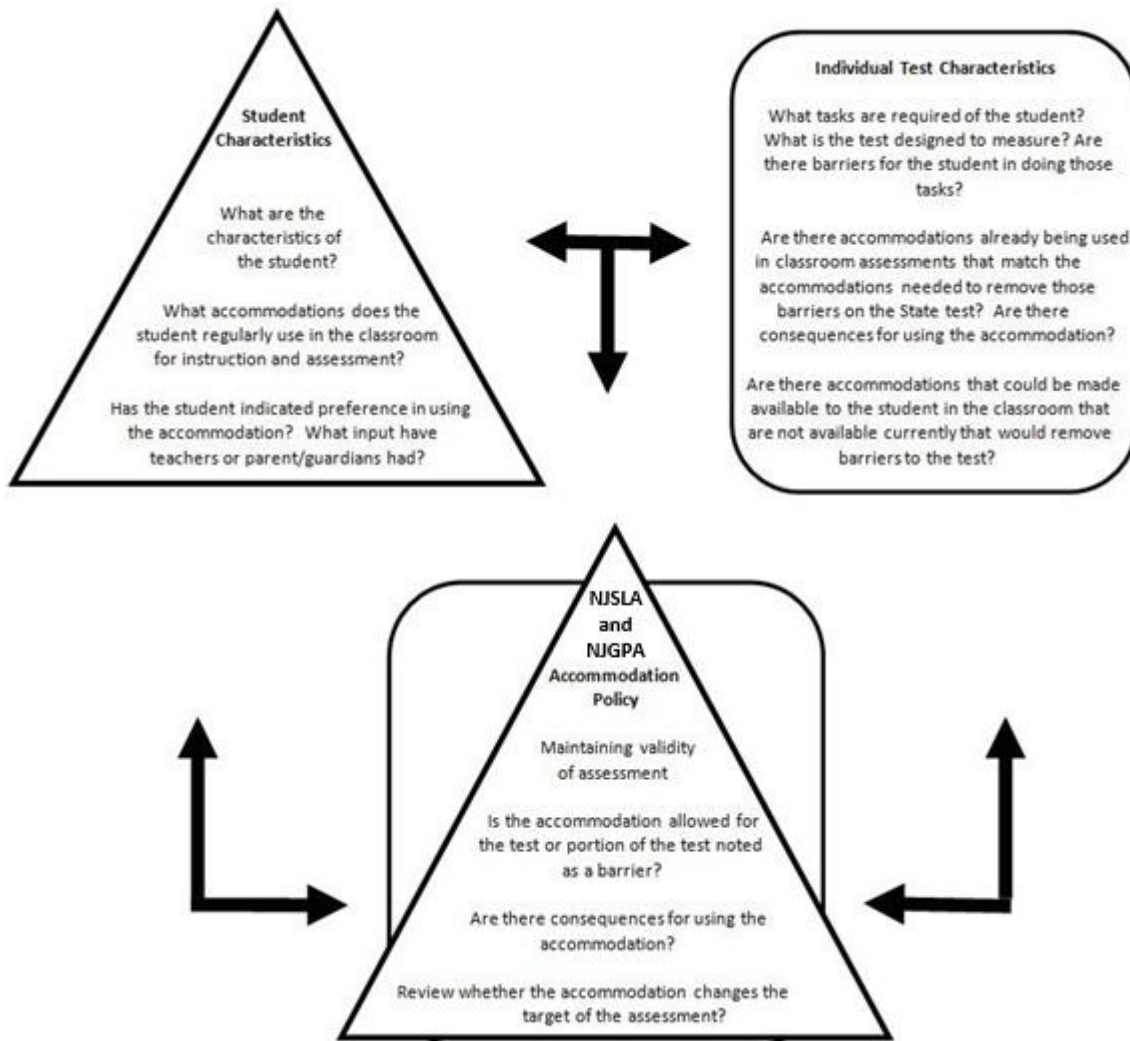 Student
Characteristics
What are the
characteristics of
the student?
What accommodations does the
student regularly use in the classroom
for instruction and assessment?
Has the student indicated preference in using
the accommodation? What input have
teachers or parent/guardians had?
Individual Test Characteristics
What tasks are required of the student?
What is the test designed to measure? Are
there barriers for the student in doing those
tasks?
Are there accommodations already being used
in classroom assessments that match the
accommodations needed to remove those
barriers on the State test? Are there
consequences for using the accommodation?
Are there accommodations that could be made
available to the student in the classroom that
are not available currently that would remove
barriers to the test?
NJSLA
and
NJGPA
Accommodation
Policy
Maintaining validity
of assessment
Is the accommodation allowed for
the test or portion of the test noted
as a barrier?
Are there consequences for using the
accommodation?
Review whether the accommodation changes the
target of the assessment?